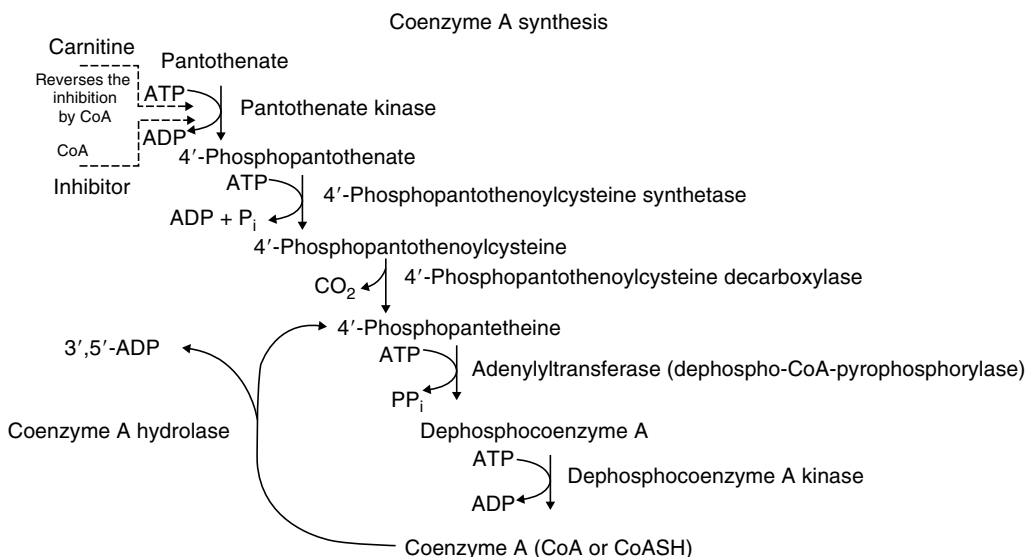 Coenzyme A synthesis
Carnitine
Pantothenate
Reverses the
inhibition
by CoA
ATP
Pantothenate kinase
ADP
CoA
4′-Phosphopantothenate
Inhibitor
ATP
4′-Phosphopantothenoylcysteine synthetase
ADP + Pi
4′-Phosphopantothenoylcysteine
4′-Phosphopantothenoylcysteine decarboxylase
CO2
4′-Phosphopantetheine
3′,5′-ADP
ATP
Adenylyltransferase (dephospho-CoA-pyrophosphorylase)
PPi
Coenzyme A hydrolase
Dephosphocoenzyme A
ATP
Dephosphocoenzyme A kinase
ADP
Coenzyme A (CoA or CoASH)